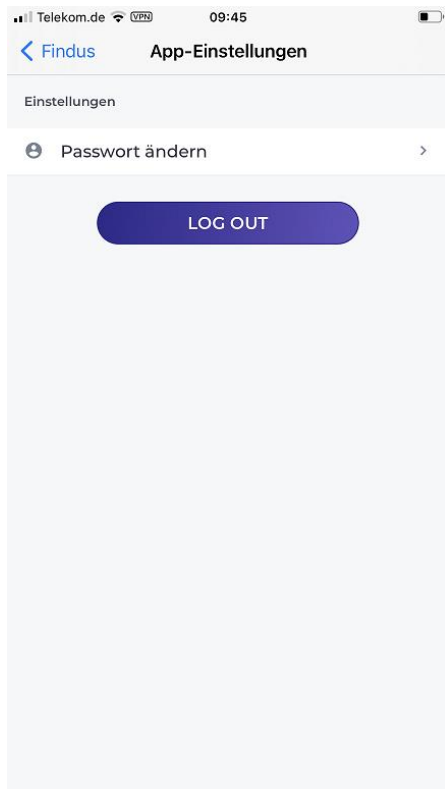 Telekom.de VPN 09:45
Findus App-Einstellungen
Einstellungen
Passwort ändern
LOG OUT